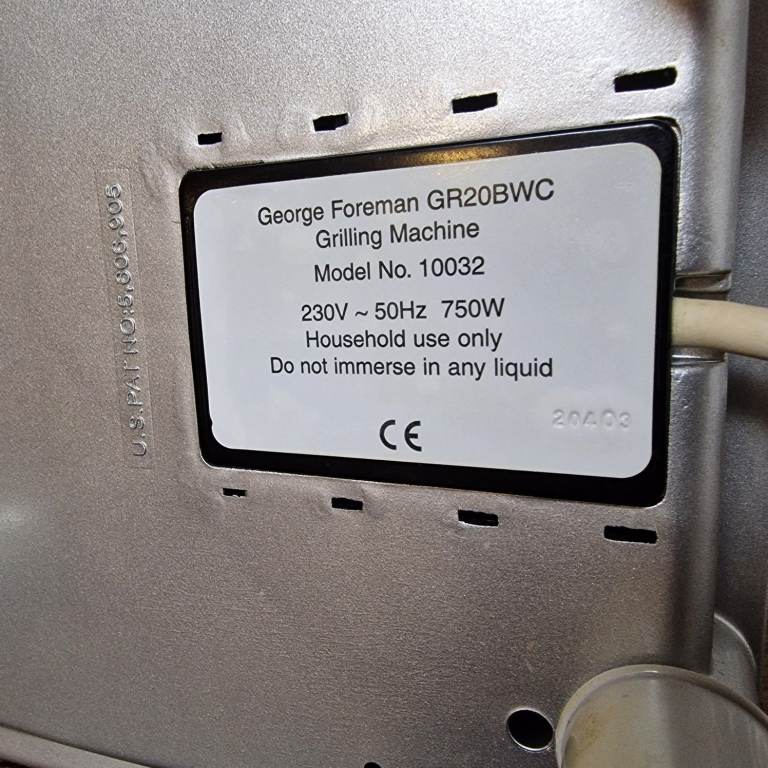 George Foreman GR20BWC
Grilling Machine
Model No. 10032
230V ~ 50Hz 750W
Household use only
Do not immerse in any liquid
CE
20403
U.S.PAT NO:5,606,905